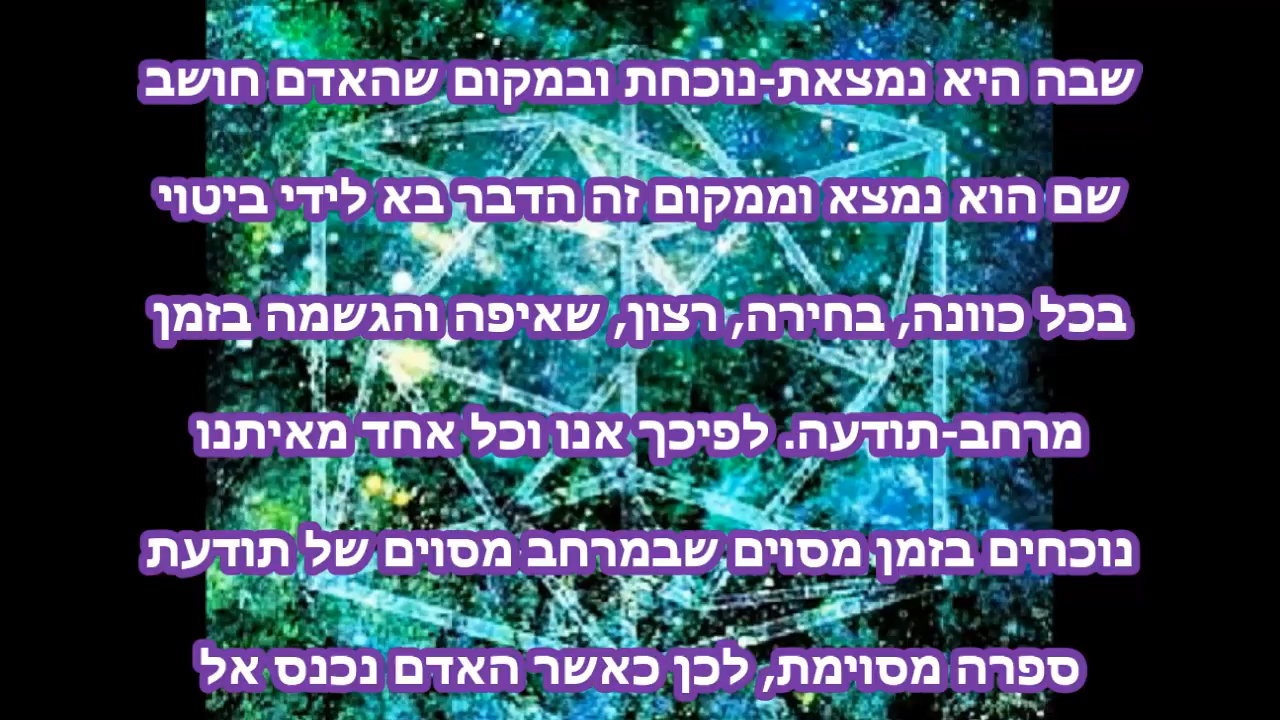 שבה היא נמצאת-נוכחת ובמקום שהאדם חושב
שם הוא נמצא וממקום זה הדבר בא לידי ביטוי
בכל כוונה, בחירה, רצון, שאיפה והגשמה בזמן
מרחב-תודעה. לפיכך אנו וכל אחד מאיתנו
נוכחים בזמן מסוים שבמרחב מסוים של תודעת
ספרה מסוימת, לכן כאשר האדם נכנס אל